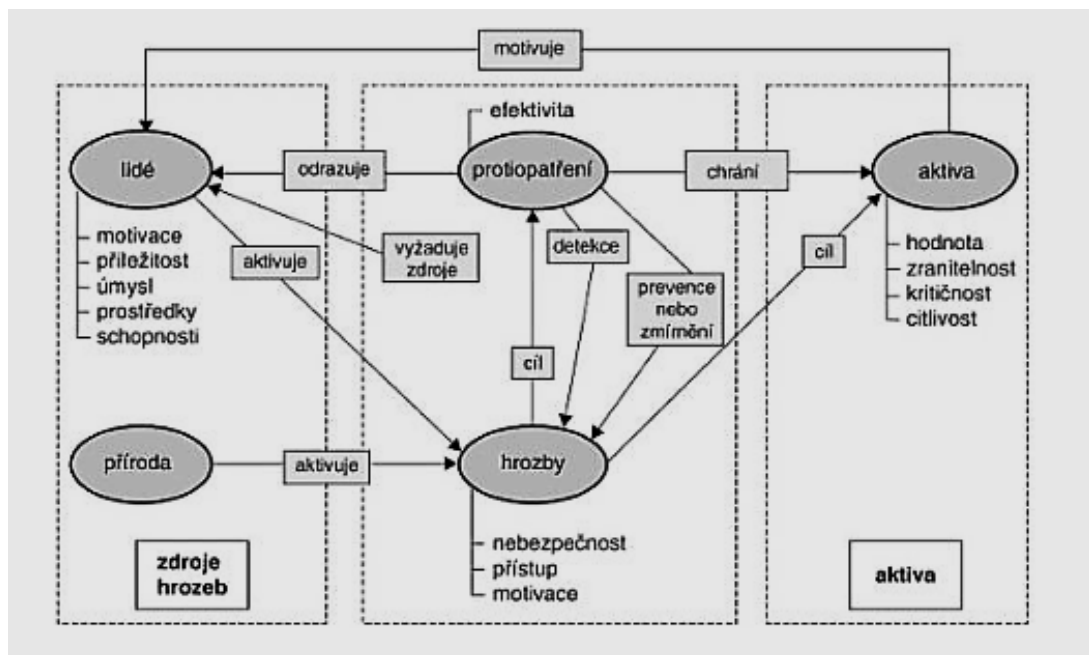 motivuje
efektivita
lidé
odrazuje
protiopatření
chrání
aktiva
motivace
příležitost
úmysl
prostředky
schopnosti
aktivuje
vyžaduje
zdroje
detekce
prevence
nebo
zmírnění
cíl
hodnota
zranitelnost
kritičnost
citlivost
cíl
příroda
aktivuje
hrozby
nebezpečnost
přístup
motivace
zdroje
hrozeb
aktiva